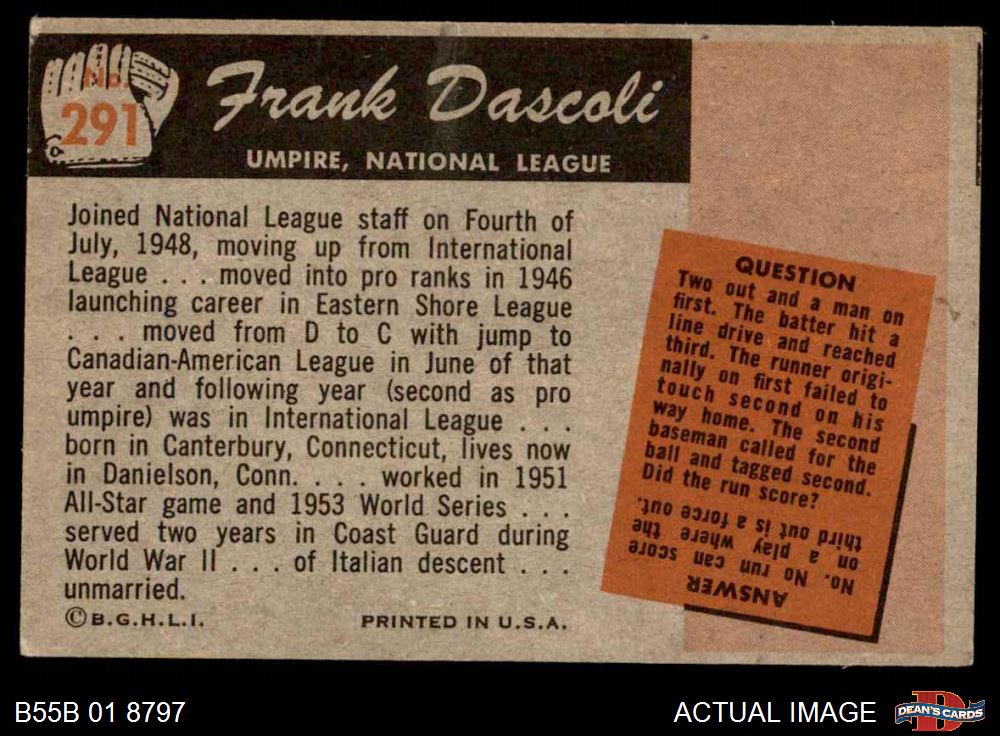 No.
291
Frank Dascoli
UMPIRE, NATIONAL LEAGUE
Joined National League staff on Fourth of
July, 1948, moving up from International
League . . . moved into pro ranks in 1946
launching career in Eastern Shore League
. . . moved from D to C with jump to
Canadian-American League in June of that
year and following year (second as pro
umpire) was in International League . . .
born in Canterbury, Connecticut, lives now
in Danielson, Conn. . . . worked in 1951
All-Star game and 1953 World Series . . .
served two years in Coast Guard during
World War II . . . of Italian descent . . .
unmarried.
©B.G.H.L.I.
PRINTED IN U.S.A.
QUESTION
Two out and a man on
first. The batter hit a
line drive and reached
third. The runner origi-
nally on first failed to
touch second on his
way home. The second
baseman called for the
ball and tagged second.
Did the run score?
ANSWER
No. No run can score
on a play where the
third out is a force out.
B55B 01 8797
ACTUAL IMAGE
DEAN'S CARDS